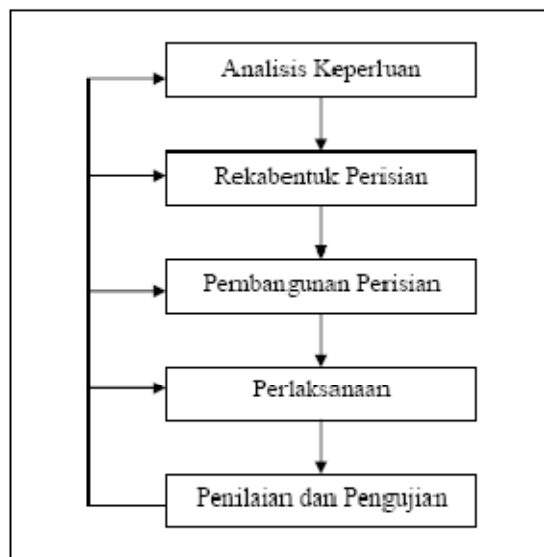 Analisis Keperluan
Rekabentuk Perisian
Pembangunan Perisian
Perlaksanaan
Penilaian dan Pengujian